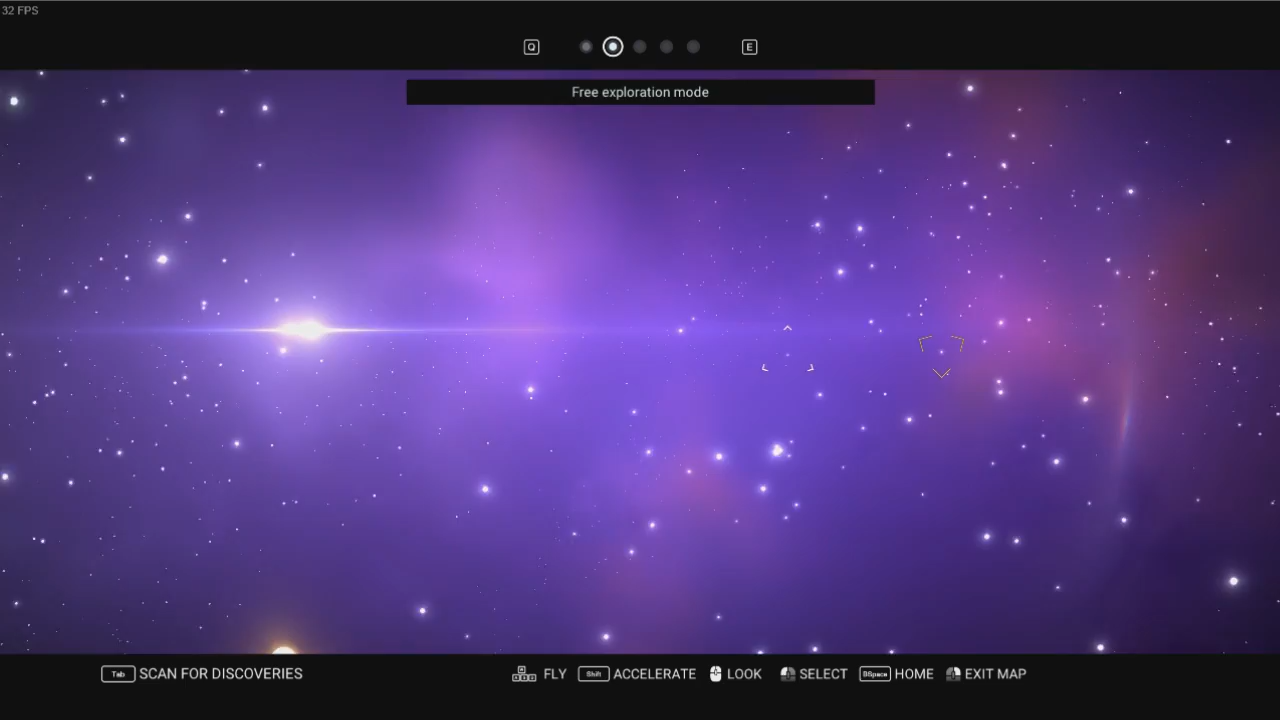 32 FPS
Q E
Free exploration mode
Tab SCAN FOR DISCOVERIES FLY Shift ACCELERATE LOOK SELECT BSpace HOME EXIT MAP